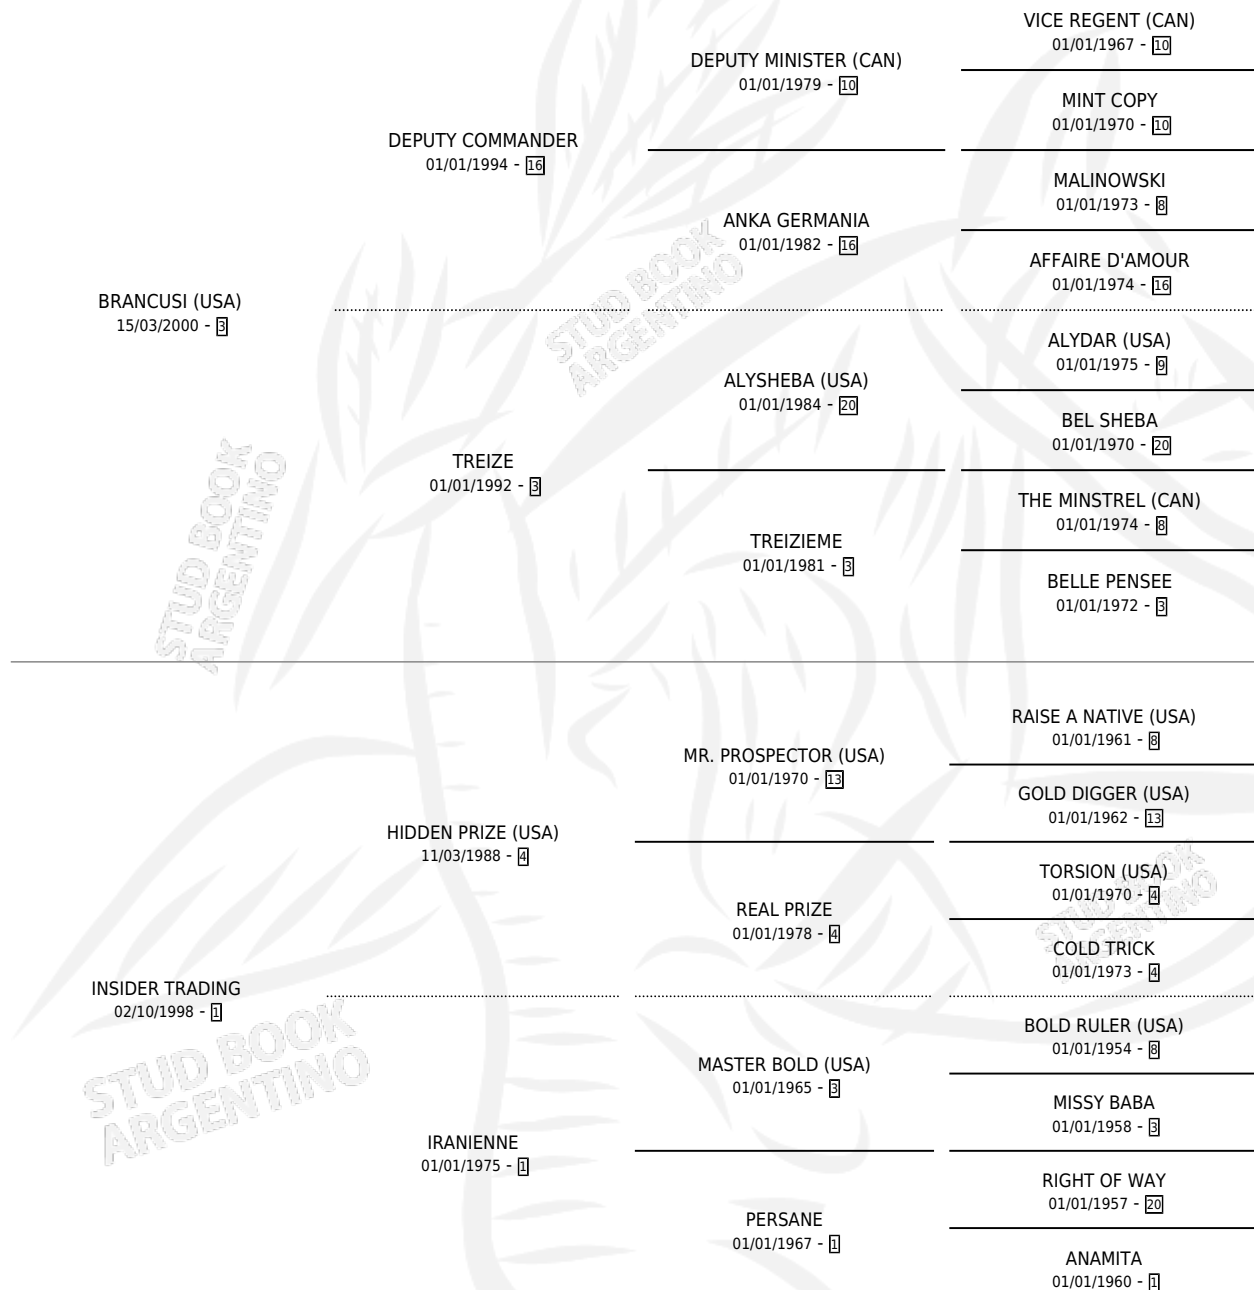 VICE REGENT (CAN)
01/01/1967 - 10
DEPUTY MINISTER (CAN)
01/01/1979 - 10
MINT COPY
01/01/1970 - 10
DEPUTY COMMANDER
01/01/1994 - 16
MALINOWSKI
01/01/1973 - 8
ANKA GERMANIA
01/01/1982 - 16
AFFAIRE D'AMOUR
01/01/1974 - 16
BRANCUSI (USA)
15/03/2000 - 3
STUD BOOK
ARGENTINO
ALYDAR (USA)
01/01/1975 - 9
ALYSHEBA (USA)
01/01/1984 - 20
BEL SHEBA
01/01/1970 - 20
TREIZE
01/01/1992 - 3
THE MINSTREL (CAN)
01/01/1974 - 8
TREIZIEME
01/01/1981 - 3
BELLE PENSEE
01/01/1972 - 3
STUD BOOK
ARGENTINO
RAISE A NATIVE (USA)
01/01/1961 - 8
MR. PROSPECTOR (USA)
01/01/1970 - 13
GOLD DIGGER (USA)
01/01/1962 - 13
HIDDEN PRIZE (USA)
11/03/1988 - 4
TORSION (USA)
01/01/1970 - 4
REAL PRIZE
01/01/1978 - 4
COLD TRICK
01/01/1973 - 4
STUD BOOK
ARGENTINO
INSIDER TRADING
02/10/1998 - 1
STUD BOOK
ARGENTINO
BOLD RULER (USA)
01/01/1954 - 8
MASTER BOLD (USA)
01/01/1965 - 3
MISSY BABA
01/01/1958 - 3
IRANIENNE
01/01/1975 - 1
RIGHT OF WAY
01/01/1957 - 20
PERSANE
01/01/1967 - 1
ANAMITA
01/01/1960 - 1